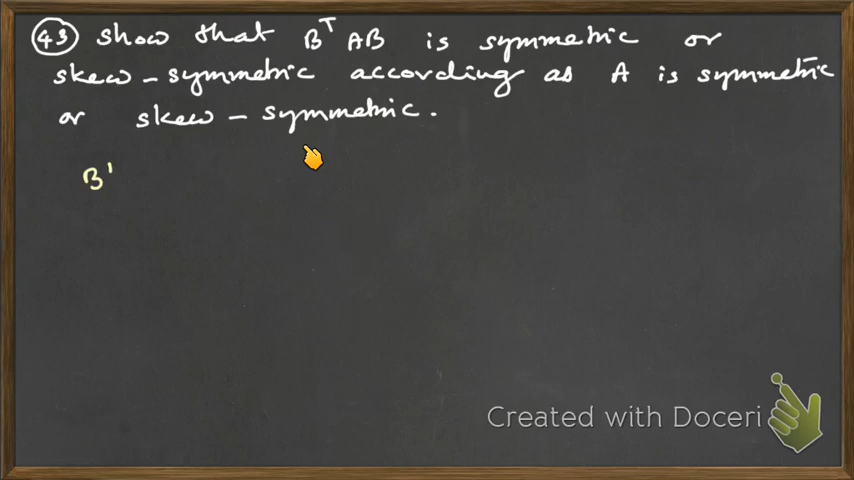 43 show that Bᵀ AB is symmetric or
skew-symmetric according as A is symmetric
or skew-symmetric.
B'
Created with Doceri